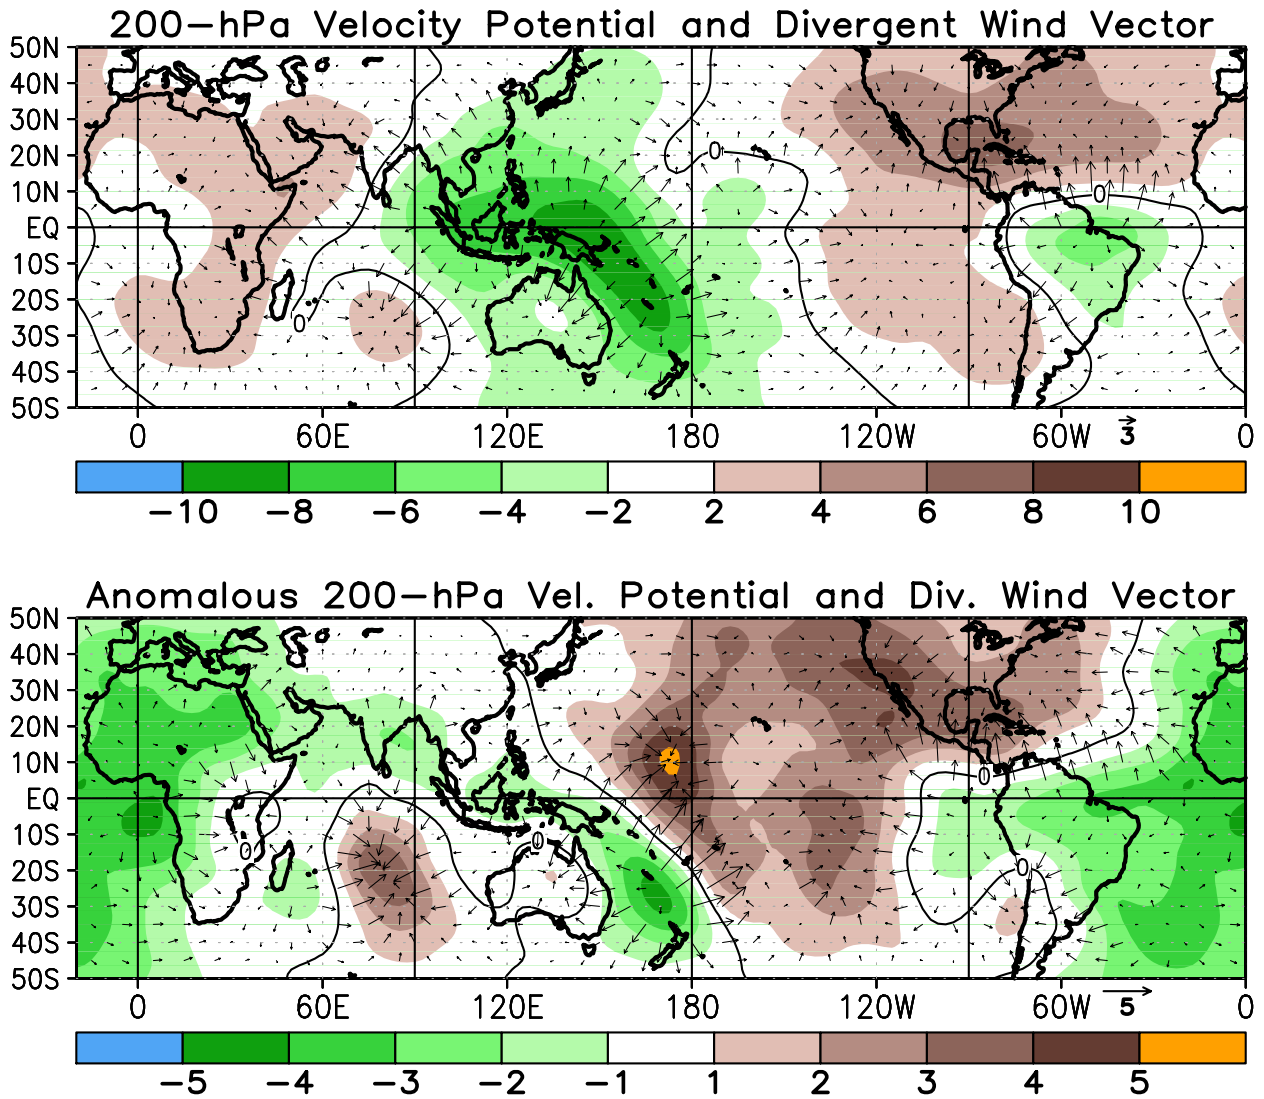 200-hPa Velocity Potential and Divergent Wind Vector
50N
40N
30N
20N
10N
EQ
10S
20S
30S
40S
50S
0
0
0
0 60E 120E 180 120W 60W 0
3
-10 -8 -6 -4 -2 2 4 6 8 10
Anomalous 200-hPa Vel. Potential and Div. Wind Vector
50N
40N
30N
20N
10N
EQ
10S
20S
30S
40S
50S
0
0
0
0
0 60E 120E 180 120W 60W 0
5
-5 -4 -3 -2 -1 1 2 3 4 5